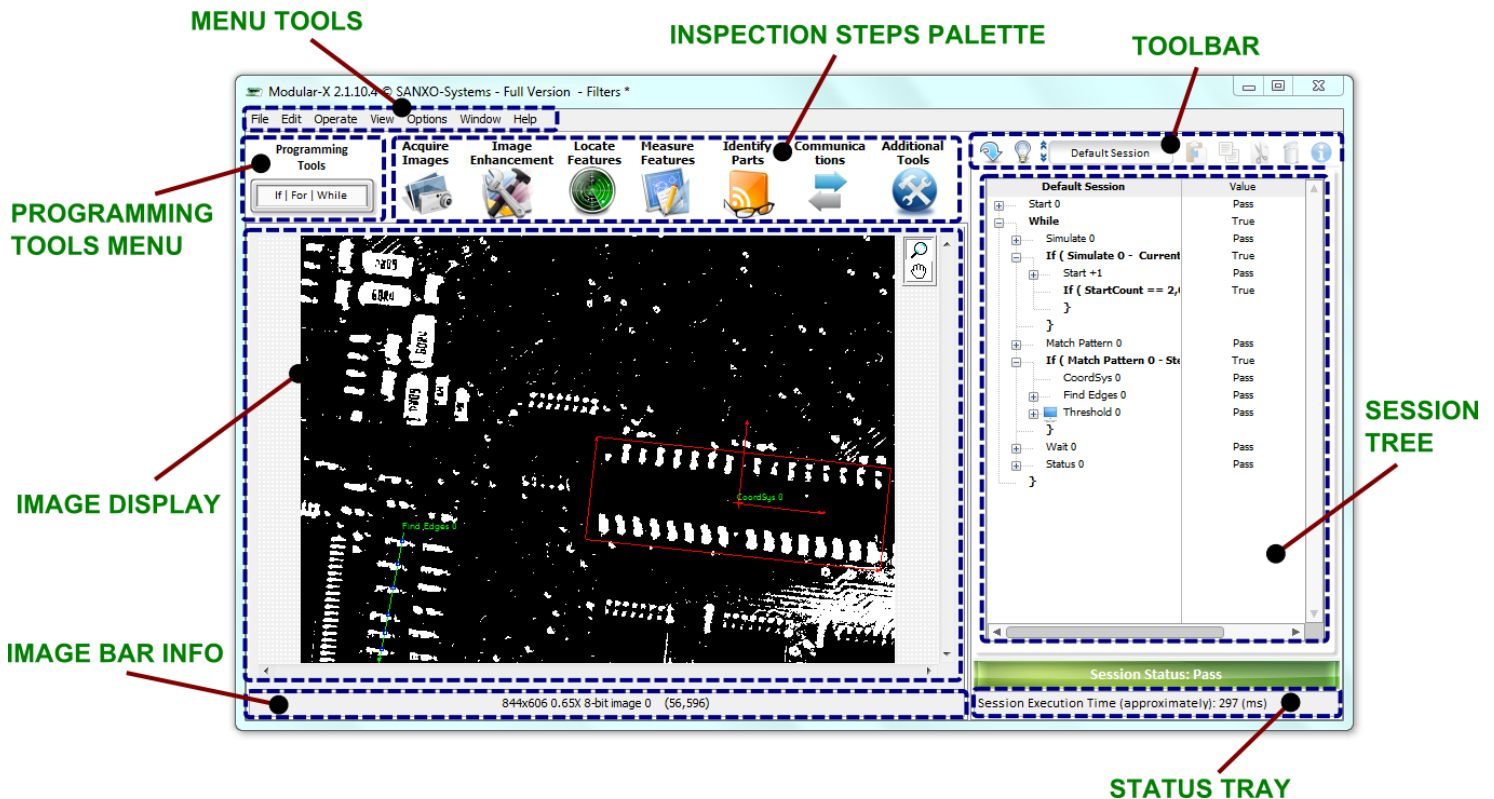 MENU TOOLS
INSPECTION STEPS PALETTE
TOOLBAR
Modular-X 2.1.10.4 © SANXO-Systems - Full Version - Filters *
File Edit Operate View Options Window Help
Programming
Tools
If | For | While
Acquire
Images
Image
Enhancement
Locate
Features
Measure
Features
Identify
Parts
Communica
tions
Additional
Tools
Default Session
PROGRAMMING
TOOLS MENU
Default Session Value
Start 0 Pass
While True
Simulate 0 Pass
If ( Simulate 0 - Current True
Start +1 Pass
If ( StartCount == 2, True
}
}
Match Pattern 0 Pass
If ( Match Pattern 0 - Ste True
CoordSys 0 Pass
Find Edges 0 Pass
Threshold 0 Pass
}
Wait 0 Pass
Status 0 Pass
}
CoordSys 0
Find Edges 0
IMAGE DISPLAY
SESSION
TREE
IMAGE BAR INFO
Session Status: Pass
844x606 0.65X 8-bit image 0 (56,596)
Session Execution Time (approximately): 297 (ms)
STATUS TRAY